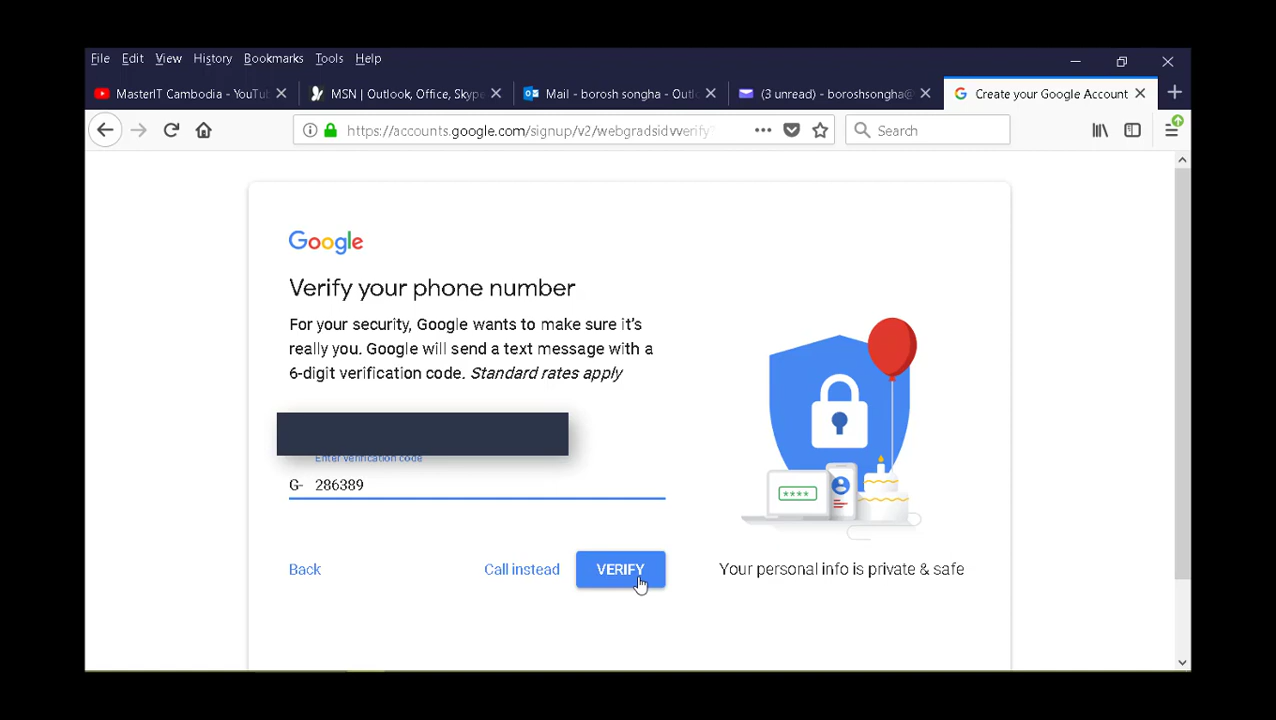 File Edit View History Bookmarks Tools Help
MasterIT Cambodia - YouTu
MSN | Outlook, Office, Skype
Mail - borosh songha - Outl
(3 unread) - boroshsongha@
Create your Google Account
https://accounts.google.com/signup/v2/webgradsidvverify?
Search
Google
Verify your phone number
For your security, Google wants to make sure it's
really you. Google will send a text message with a
6-digit verification code. Standard rates apply
Enter verification code
G- 286389
Back
Call instead
VERIFY
****
Your personal info is private & safe